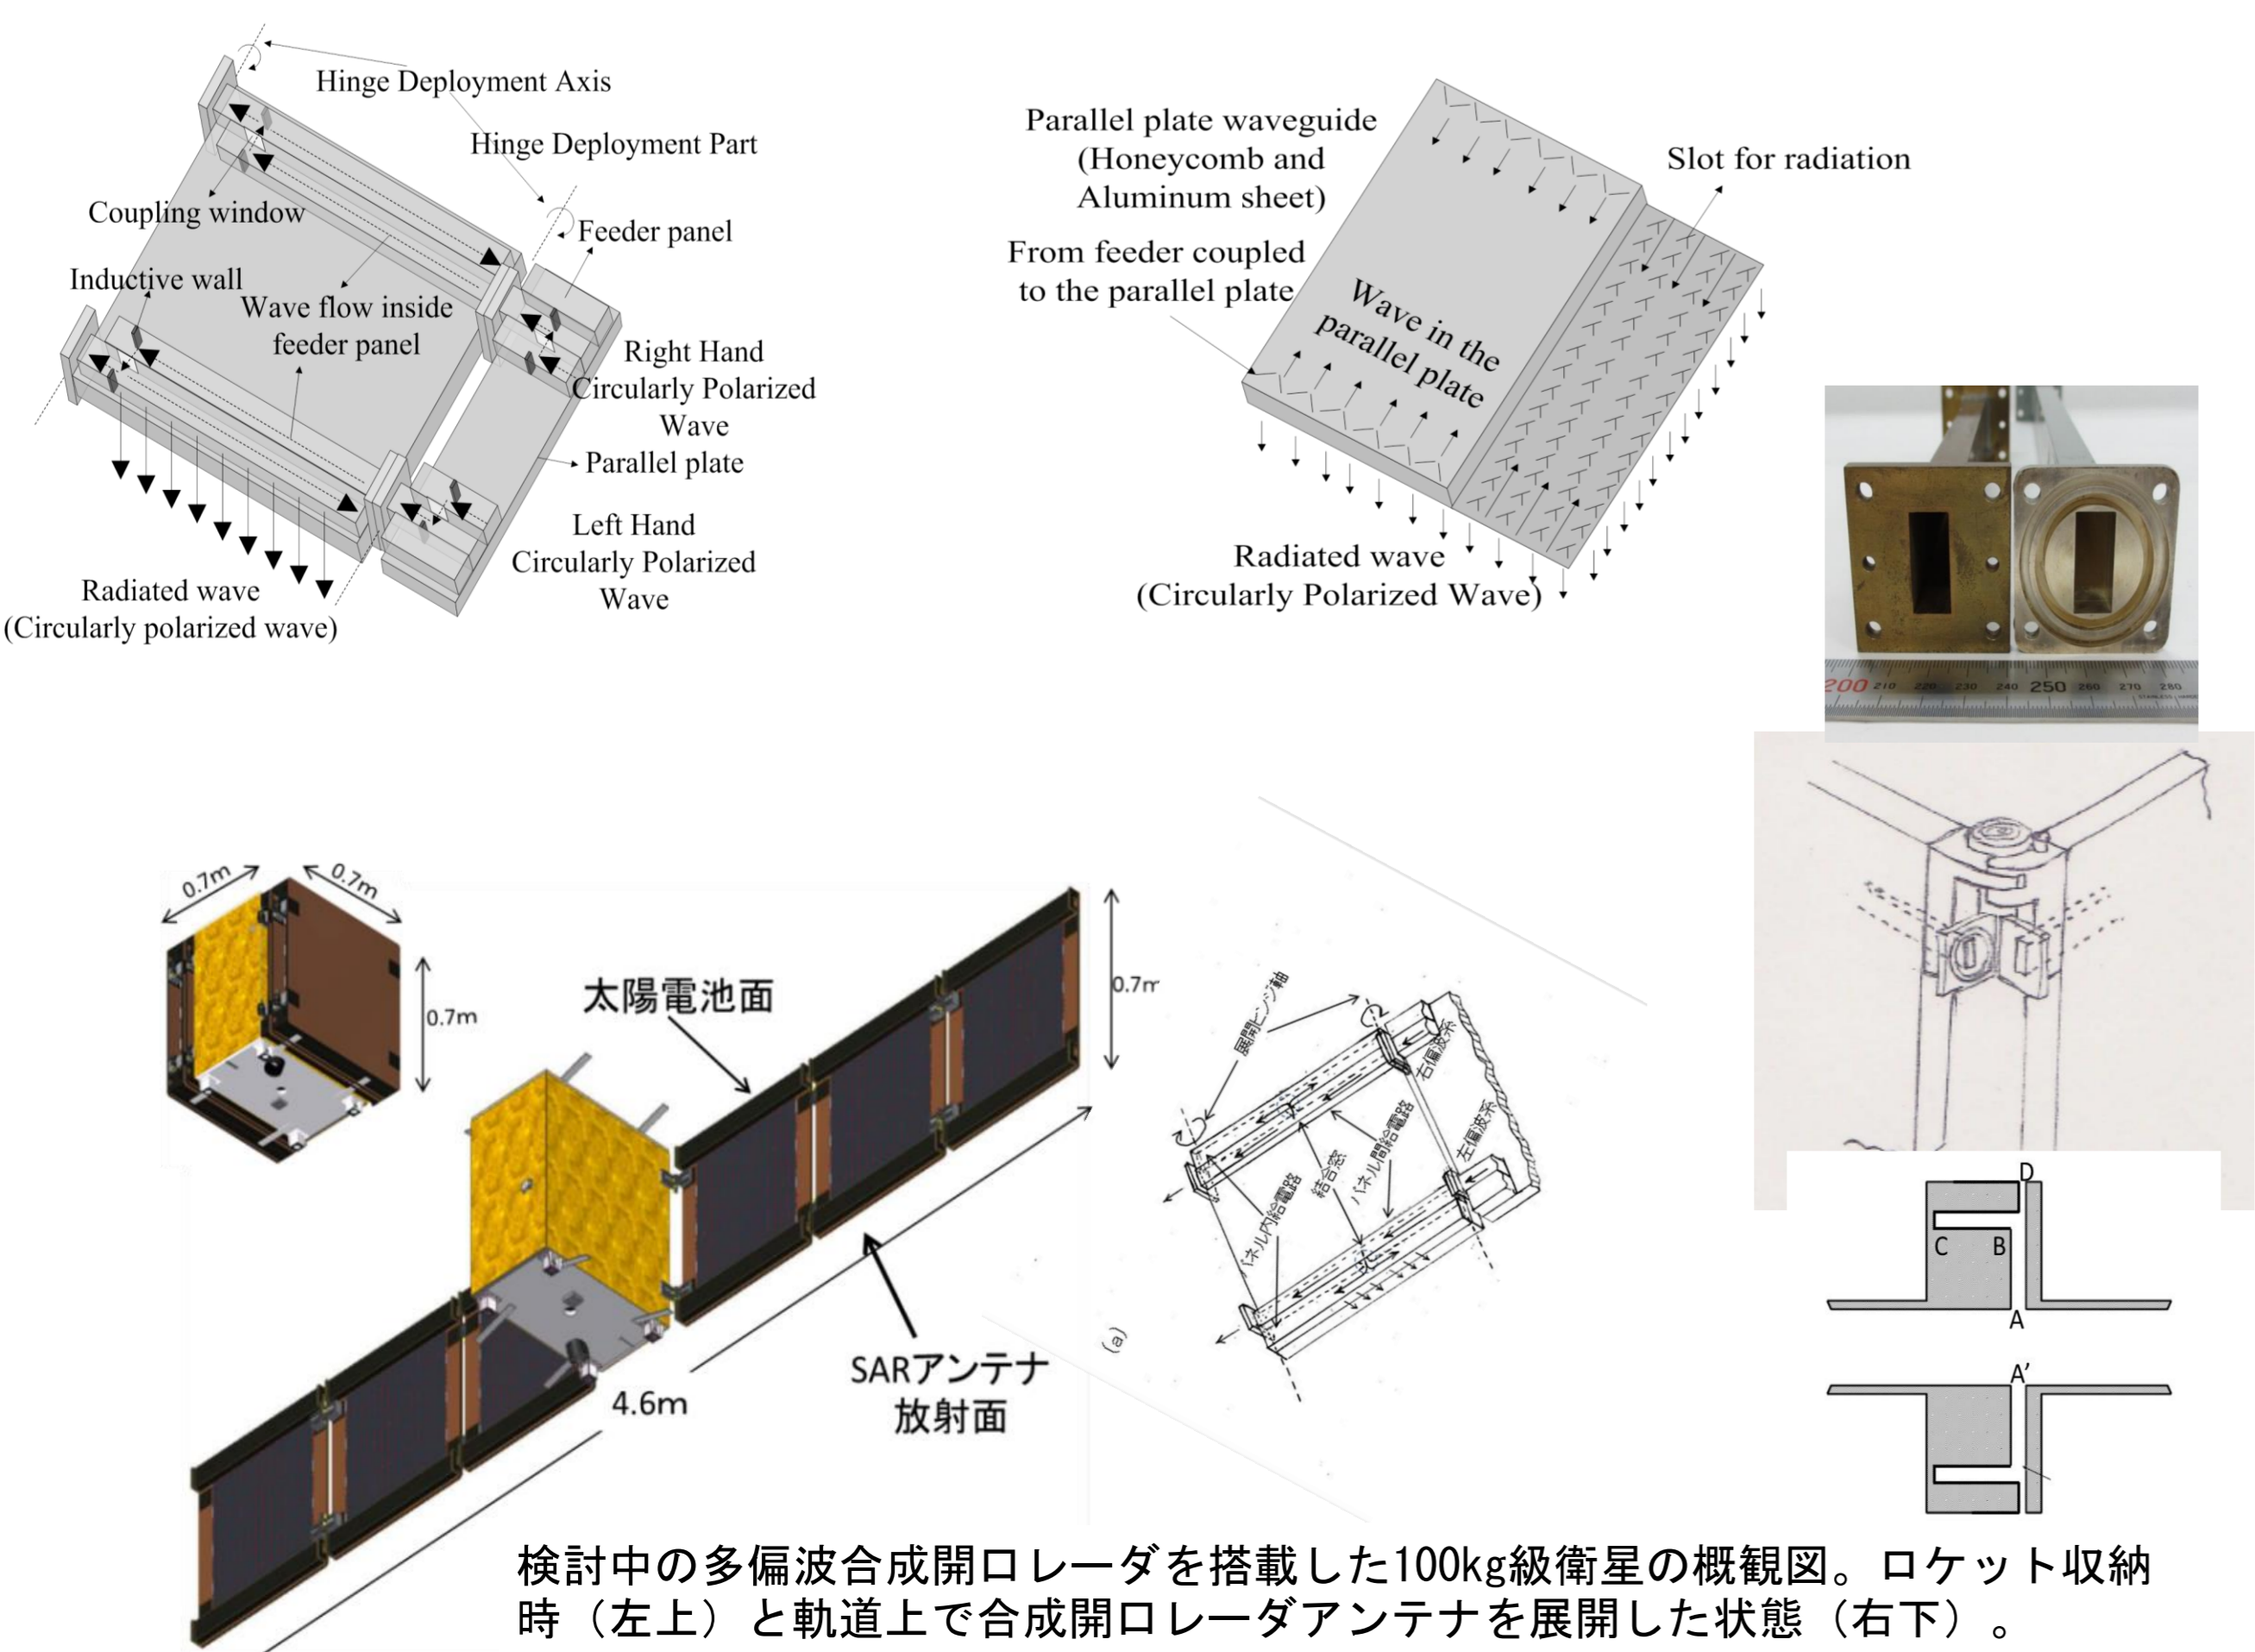 Hinge Deployment Axis
Hinge Deployment Part
Coupling window
Feeder panel
Inductive wall
Wave flow inside
feeder panel
Right Hand
Circularly Polarized
Wave
Parallel plate
Left Hand
Circularly Polarized
Wave
Radiated wave
(Circularly polarized wave)
Parallel plate waveguide
(Honeycomb and
Aluminum sheet)
Slot for radiation
From feeder coupled
to the parallel plate
Wave in the
parallel plate
Radiated wave
(Circularly Polarized Wave)
200 210 220 230 240 250 260 270 280
0.7m
0.7m
0.7m
太陽電池面
0.7m
SARアンテナ
放射面
4.6m
展開ヒンジ軸
右偏波系
左偏波系
パネル間給電路
結合窓
パネル内給電路
(a)
D
C
B
A
A'
検討中の多偏波合成開口レーダを搭載した100kg級衛星の概観図。ロケット収納
時（左上）と軌道上で合成開口レーダアンテナを展開した状態（右下）。